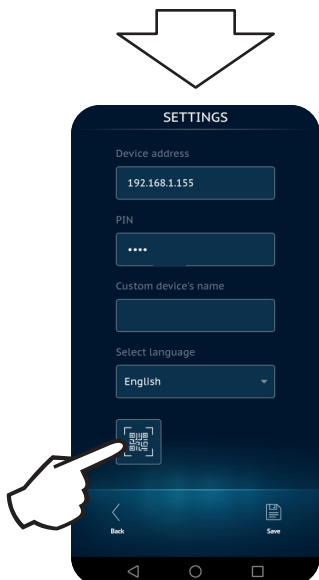 SETTINGS
Device address
192.168.1.155
PIN
••••
Custom device's name
Select language
English
Back
Save